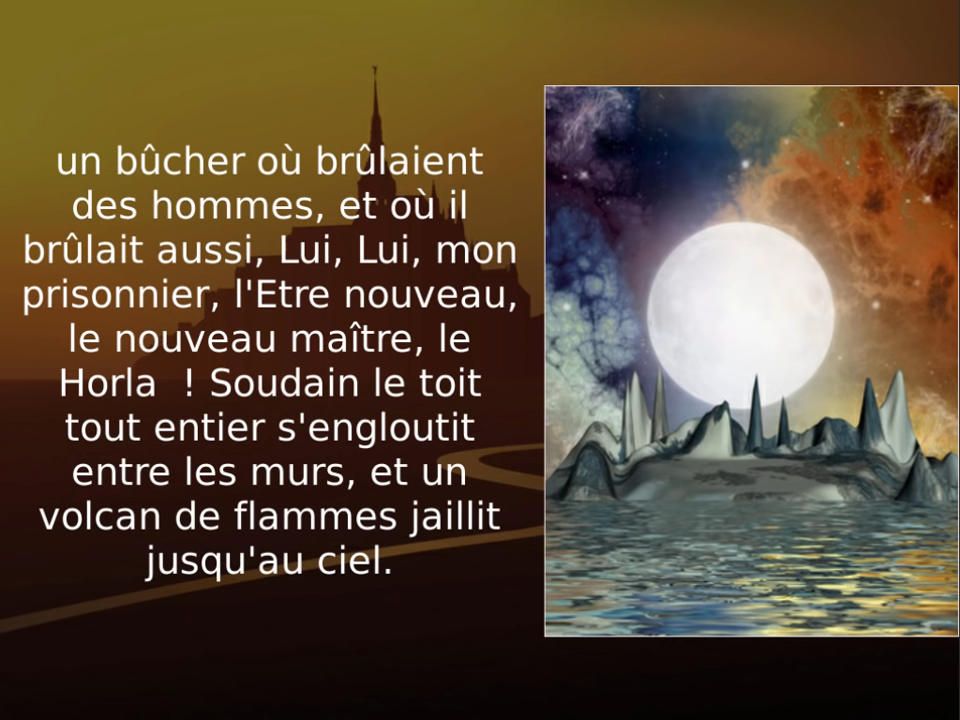 un bûcher où brûlaient
des hommes, et où il
brûlait aussi, Lui, Lui, mon
prisonnier, l'Etre nouveau,
le nouveau maître, le
Horla  ! Soudain le toit
tout entier s'engloutit
entre les murs, et un
volcan de flammes jaillit
jusqu'au ciel.